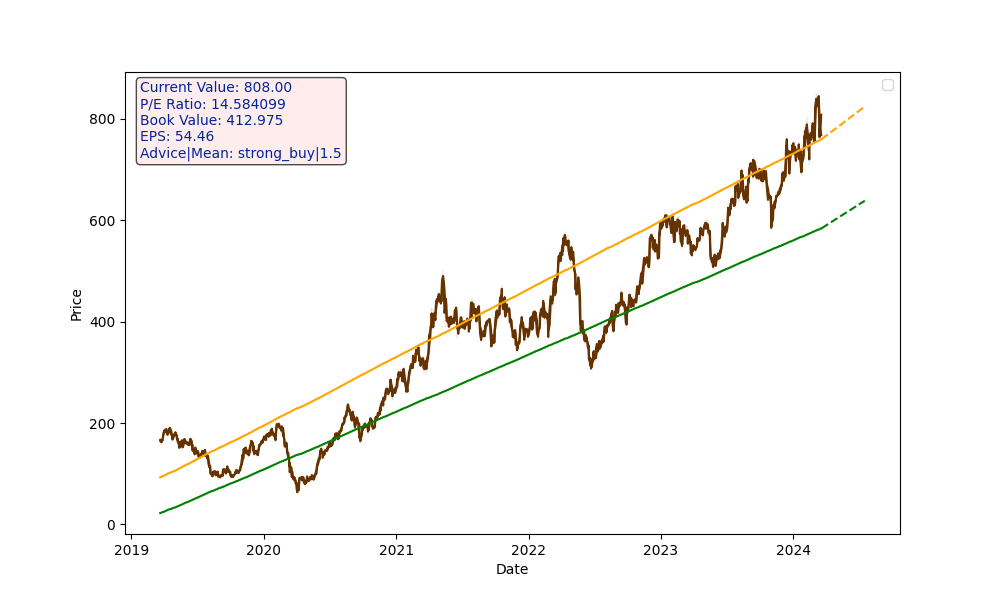 Current Value: 808.00
P/E Ratio: 14.584099
Book Value: 412.975
EPS: 54.46
Advice|Mean: strong_buy|1.5
800
600
400
200
0
Price
2019 2020 2021 2022 2023 2024
Date